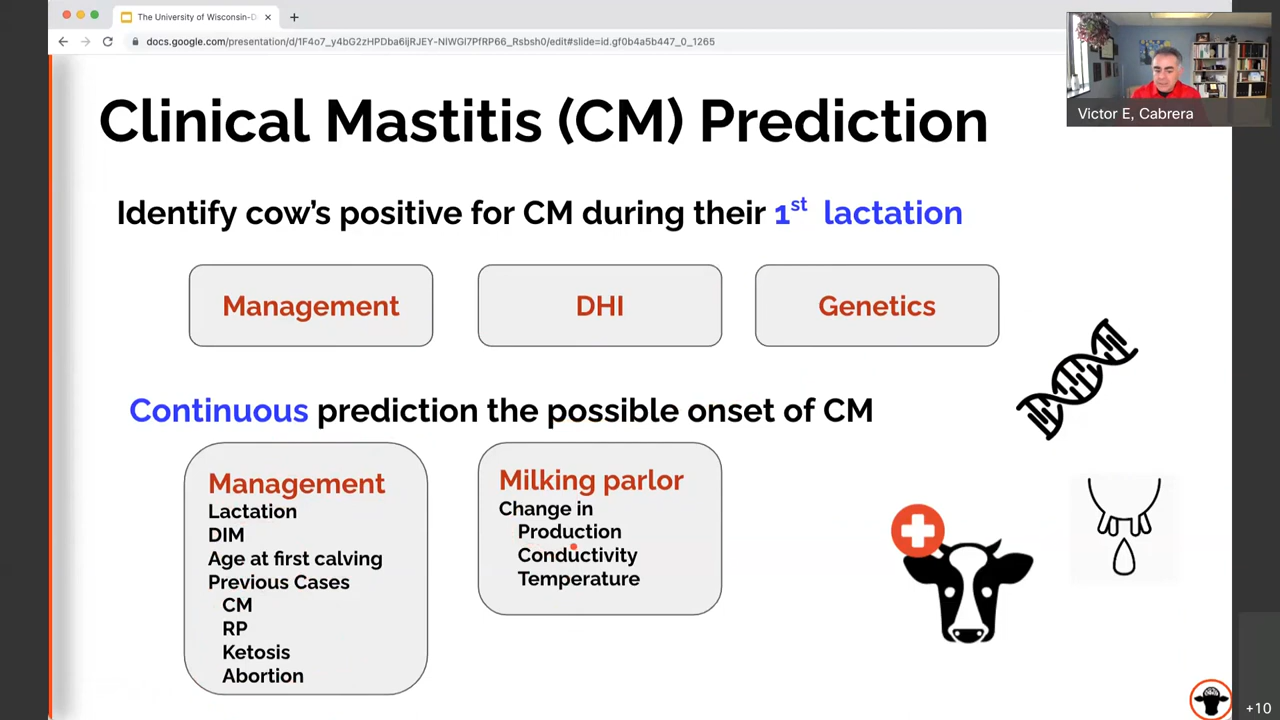 The University of Wisconsin-D
docs.google.com/presentation/d/1F4o7_y4bG2zHPDba6ijRJEY-NIWGl7PfRP66_Rsbsh0/edit#slide=id.gf0b4a5b447_0_1265
Victor E, Cabrera
Clinical Mastitis (CM) Prediction
Identify cow's positive for CM during their 1st lactation
Management
DHI
Genetics
Continuous prediction the possible onset of CM
Management
Lactation
DIM
Age at first calving
Previous Cases
CM
RP
Ketosis
Abortion
Milking parlor
Change in
Production
Conductivity
Temperature
+10